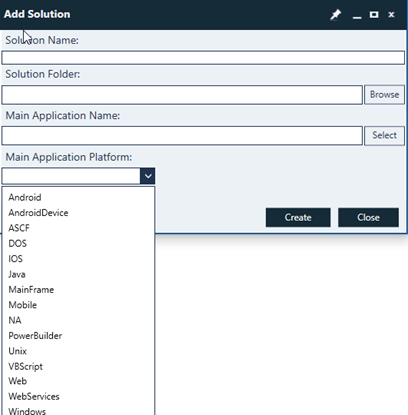 Add Solution
Solution Name:
Solution Folder:
Browse
Main Application Name:
Select
Main Application Platform:
Create
Close
Android
AndroidDevice
ASCF
DOS
IOS
Java
MainFrame
Mobile
NA
PowerBuilder
Unix
VBScript
Web
WebServices
Windows